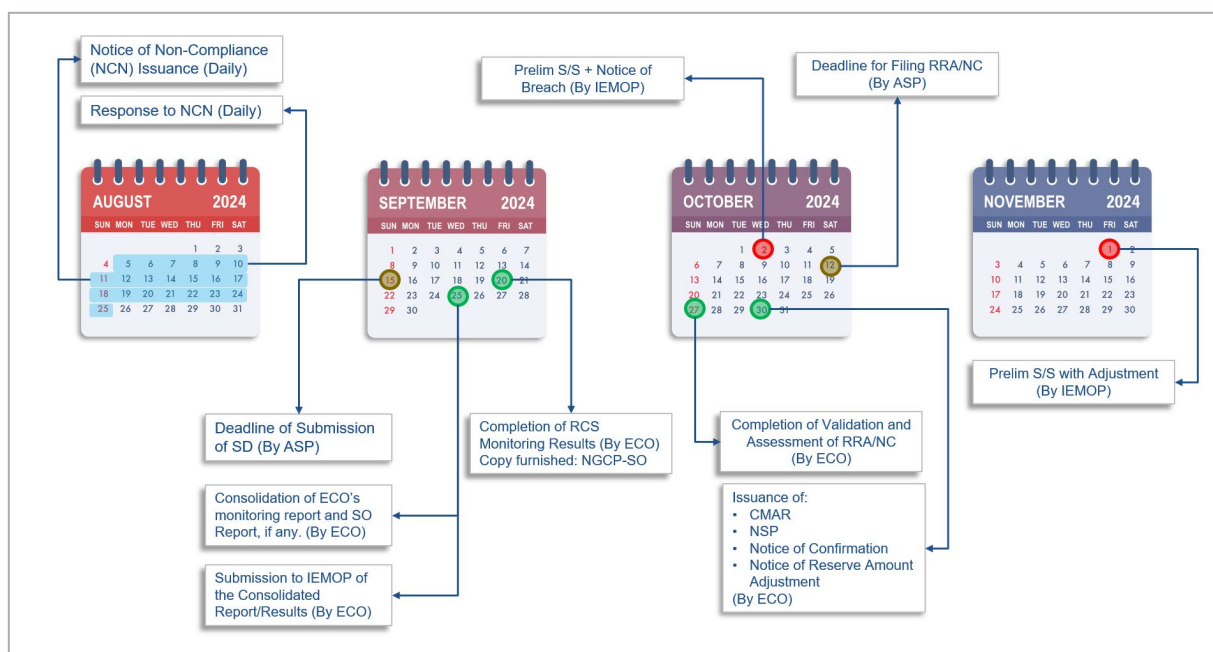 Notice of Non-Compliance
(NCN) Issuance (Daily)
Response to NCN (Daily)
Prelim S/S + Notice of
Breach (By IEMOP)
Deadline for Filing RRA/NC
(By ASP)
AUGUST 2024
SUN MON TUE WED THU FRI SAT
1 2 3
4 5 6 7 8 9 10
11 12 13 14 15 16 17
18 19 20 21 22 23 24
25 26 27 28 29 30 31
SEPTEMBER 2024
SUN MON TUE WED THU FRI SAT
1 2 3 4 5 6 7
8 9 10 11 12 13 14
15 16 17 18 19 20 21
22 23 24 25 26 27 28
29 30
OCTOBER 2024
SUN MON TUE WED THU FRI SAT
1 2 3 4 5
6 7 8 9 10 11 12
13 14 15 16 17 18 19
20 21 22 23 24 25 26
27 28 29 30 31
NOVEMBER 2024
SUN MON TUE WED THU FRI SAT
1 2
3 4 5 6 7 8 9
10 11 12 13 14 15 16
17 18 19 20 21 22 23
24 25 26 27 28 29 30
Deadline of Submission
of SD (By ASP)
Completion of RCS
Monitoring Results (By ECO)
Copy furnished: NGCP-SO
Consolidation of ECO's
monitoring report and SO
Report, if any. (By ECO)
Submission to IEMOP of
the Consolidated
Report/Results (By ECO)
Completion of Validation and
Assessment of RRA/NC
(By ECO)
Issuance of:
• CMAR
• NSP
• Notice of Confirmation
• Notice of Reserve Amount
Adjustment
(By ECO)
Prelim S/S with Adjustment
(By IEMOP)